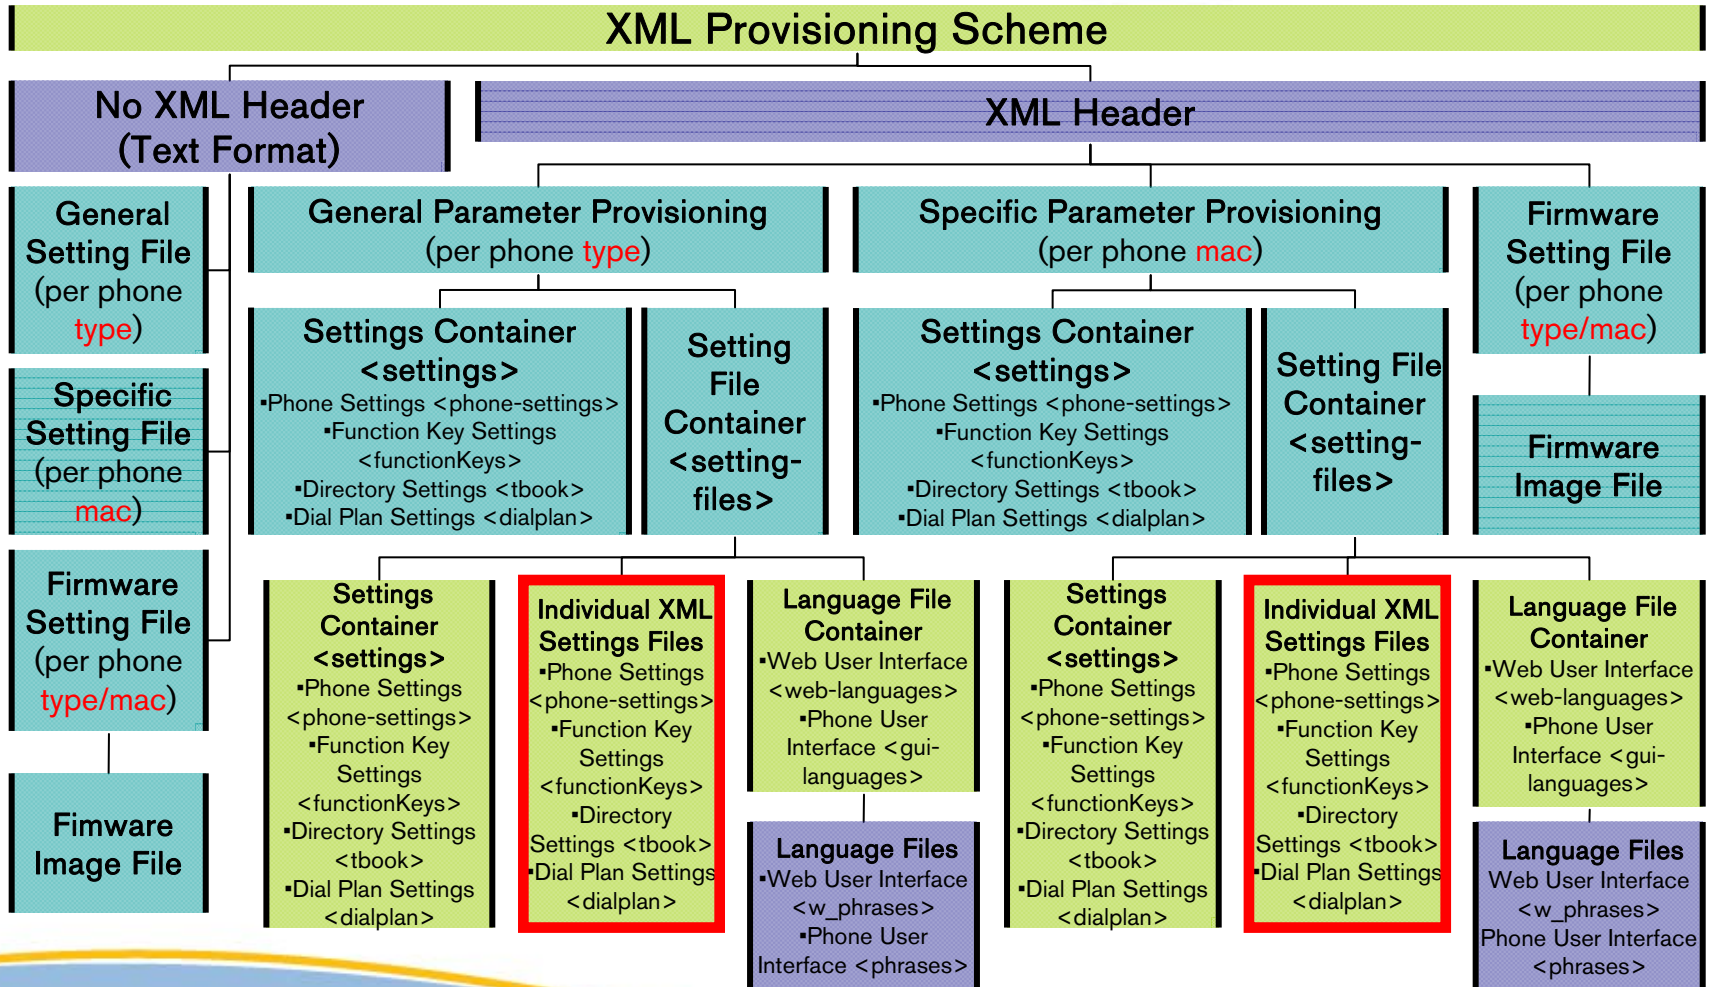 XML Provisioning Scheme
No XML Header
(Text Format)
XML Header
General
Setting File
(per phone
type)
Specific
Setting File
(per phone
mac)
Firmware
Setting File
(per phone
type/mac)
Fimware
Image File
General Parameter Provisioning
(per phone type)
Settings Container
<settings>
▪Phone Settings <phone-settings>
▪Function Key Settings
<functionKeys>
▪Directory Settings <tbook>
▪Dial Plan Settings <dialplan>
Setting
File
Container
<setting-
files>
Settings
Container
<settings>
▪Phone Settings
<phone-settings>
▪Function Key
Settings
<functionKeys>
▪Directory Settings
<tbook>
▪Dial Plan Settings
<dialplan>
Individual XML
Settings Files
▪Phone Settings
<phone-settings>
▪Function Key
Settings
<functionKeys>
▪Directory
Settings <tbook>
▪Dial Plan Settings
<dialplan>
Language File
Container
▪Web User Interface
<web-languages>
▪Phone User
Interface <gui-
languages>
Language Files
▪Web User Interface
<w_phrases>
▪Phone User
Interface <phrases>
Specific Parameter Provisioning
(per phone mac)
Settings Container
<settings>
▪Phone Settings <phone-settings>
▪Function Key Settings
<functionKeys>
▪Directory Settings <tbook>
▪Dial Plan Settings <dialplan>
Setting File
Container
<setting-
files>
Settings
Container
<settings>
▪Phone Settings
<phone-settings>
▪Function Key
Settings
<functionKeys>
▪Directory Settings
<tbook>
▪Dial Plan Settings
<dialplan>
Individual XML
Settings Files
▪Phone Settings
<phone-settings>
▪Function Key
Settings
<functionKeys>
▪Directory
Settings <tbook>
▪Dial Plan Settings
<dialplan>
Language File
Container
▪Web User Interface
<web-languages>
▪Phone User
Interface <gui-
languages>
Language Files
Web User Interface
<w_phrases>
Phone User Interface
<phrases>
Firmware
Setting File
(per phone
type/mac)
Firmware
Image File